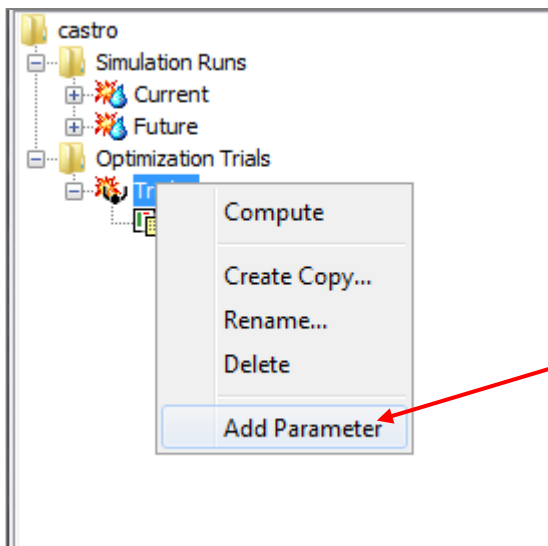 castro
Simulation Runs
Current
Future
Optimization Trials
Compute
Create Copy...
Rename...
Delete
Add Parameter